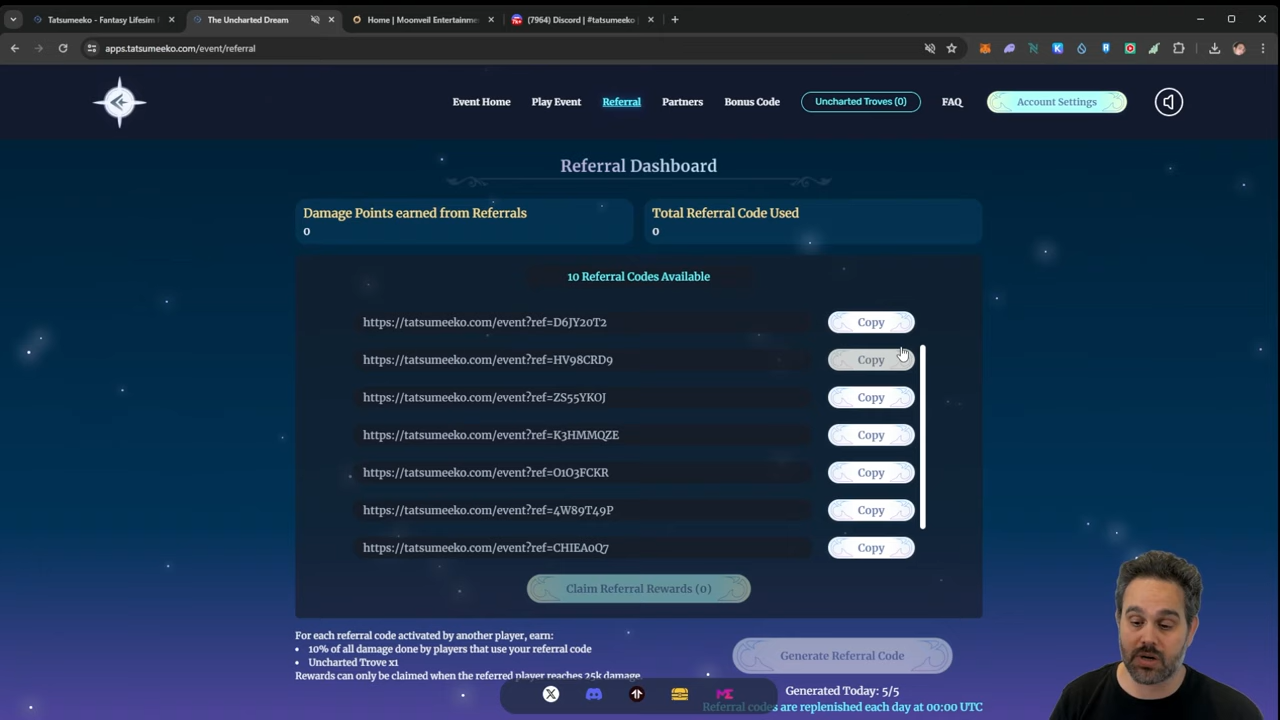 Tatsumeeko - Fantasy Lifesim
The Uncharted Dream
Home | Moonveil Entertainmen
(7964) Discord | #tatsumeeko
apps.tatsumeeko.com/event/referral
Event Home
Play Event
Referral
Partners
Bonus Code
Uncharted Troves (0)
FAQ
Account Settings
Referral Dashboard
Damage Points earned from Referrals
0
Total Referral Code Used
0
10 Referral Codes Available
https://tatsumeeko.com/event?ref=D6JY20T2 Copy
https://tatsumeeko.com/event?ref=HV98CRD9 Copy
https://tatsumeeko.com/event?ref=ZS55YKOJ Copy
https://tatsumeeko.com/event?ref=K3HMMQZE Copy
https://tatsumeeko.com/event?ref=O1O3FCKR Copy
https://tatsumeeko.com/event?ref=4W89T49P Copy
https://tatsumeeko.com/event?ref=CHIEA0Q7 Copy
Claim Referral Rewards (0)
For each referral code activated by another player, earn:
• 10% of all damage done by players that use your referral code
• Uncharted Trove x1
Rewards can only be claimed when the referred player reaches 25k damage.
Generate Referral Code
Generated Today: 5/5
Referral codes are replenished each day at 00:00 UTC